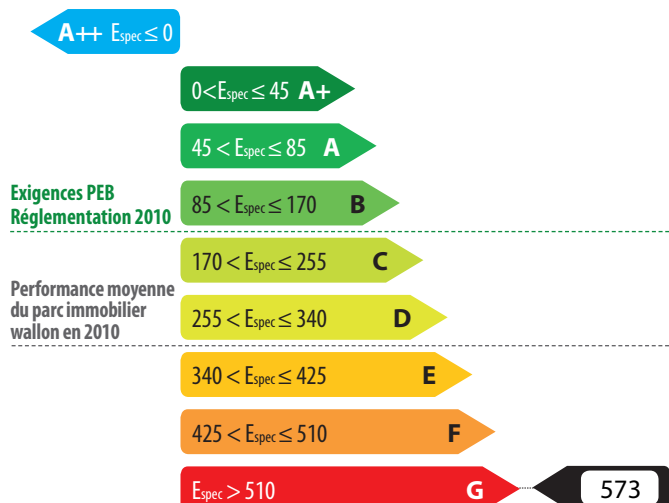 A++ Espec ≤ 0
0<Espec ≤ 45 A+
45 < Espec ≤ 85 A
Exigences PEB
Réglementation 2010
85 < Espec ≤ 170 B
170 < Espec ≤ 255 C
Performance moyenne
du parc immobilier
wallon en 2010
255 < Espec ≤ 340 D
340 < Espec ≤ 425 E
425 < Espec ≤ 510 F
Espec > 510 G 573